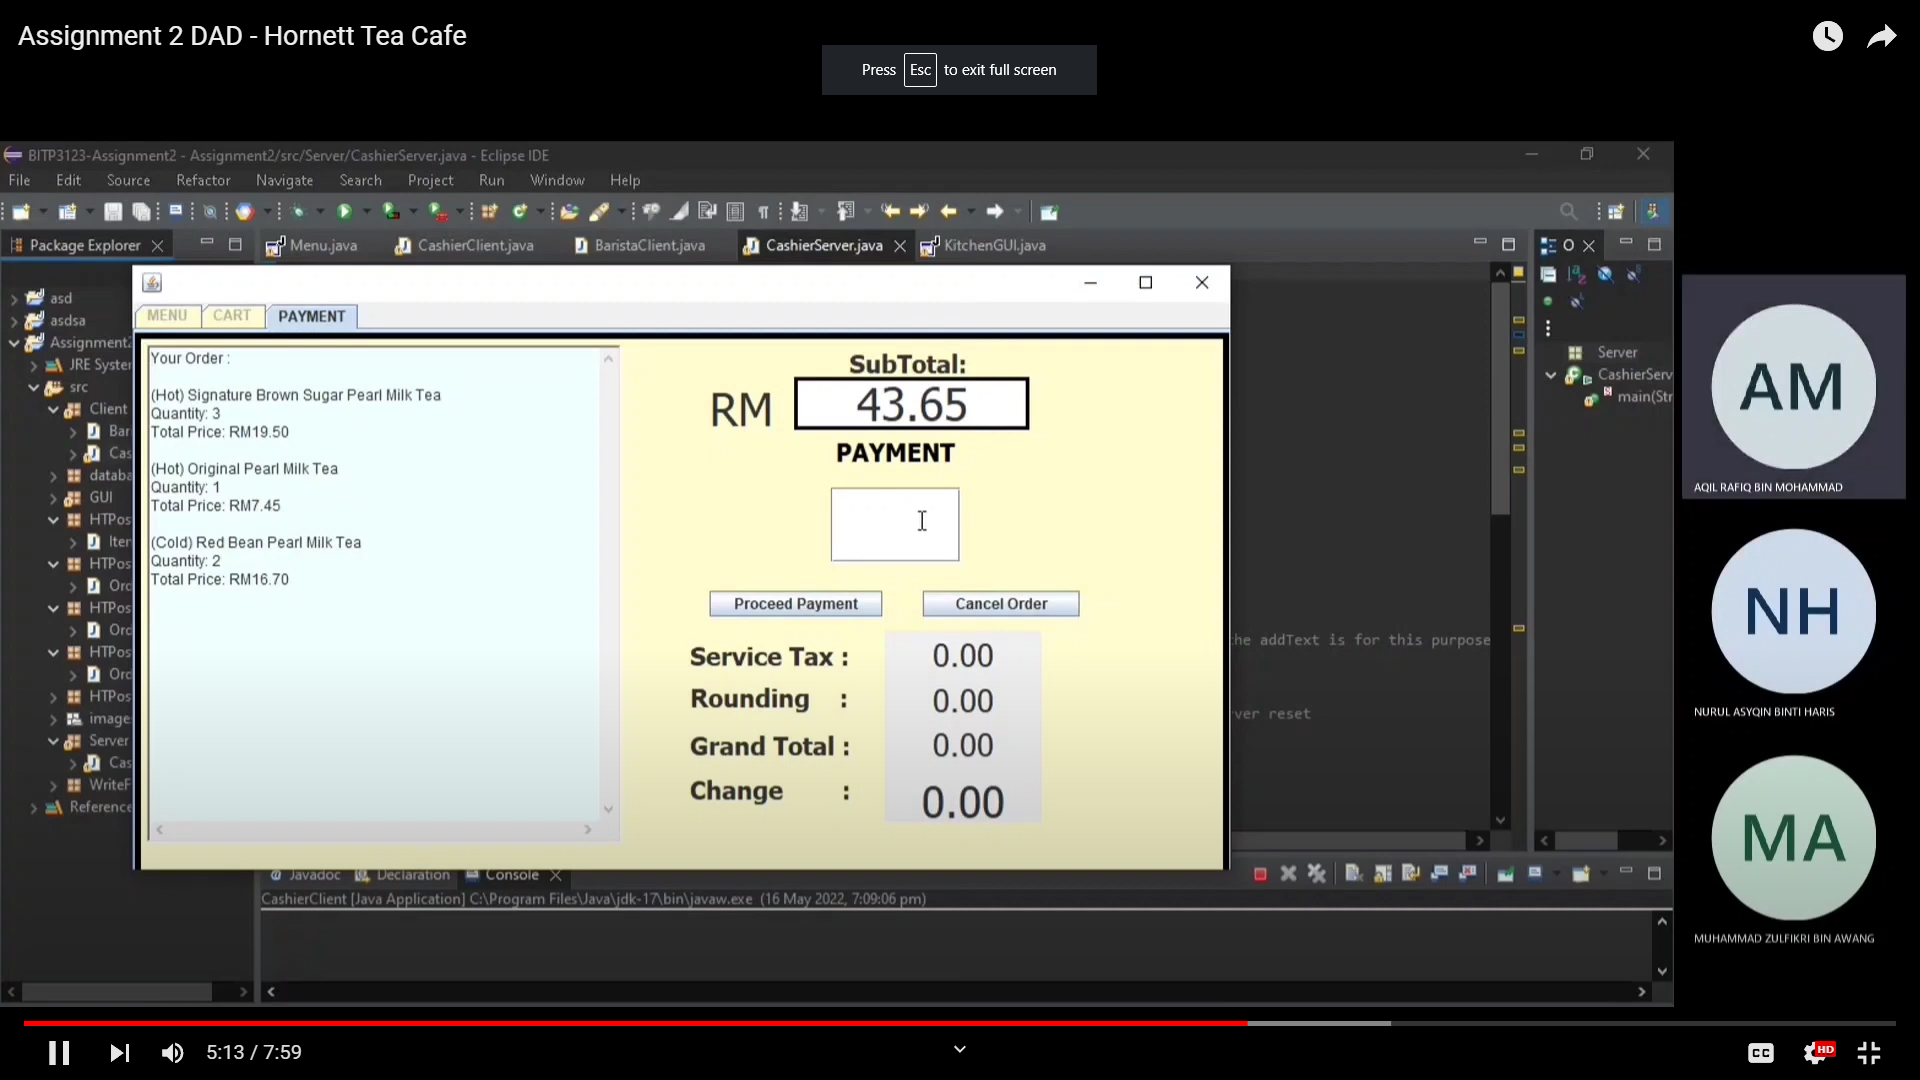 Assignment 2 DAD - Hornett Tea Cafe
Press Esc to exit full screen
BITP3123-Assignment2 - Assignment2/src/Server/CashierServer.java - Eclipse IDE
File Edit Source Refactor Navigate Search Project Run Window Help
Package Explorer
Menu.java CashierClient.java BaristaClient.java CashierServer.java KitchenGUI.java
O
asd
asdsa
Assignment2
JRE Syster
src
Client
Bar
Cas
databa
GUI
HTPos
Iter
HTPos
Ord
HTPos
Ord
HTPos
Ord
HTPos
image
Server
Cas
WriteF
Reference
MENU CART PAYMENT
Your Order :
(Hot) Signature Brown Sugar Pearl Milk Tea
Quantity: 3
Total Price: RM19.50
(Hot) Original Pearl Milk Tea
Quantity: 1
Total Price: RM7.45
(Cold) Red Bean Pearl Milk Tea
Quantity: 2
Total Price: RM16.70
SubTotal:
RM 43.65
PAYMENT
Proceed Payment Cancel Order
Service Tax : 0.00
Rounding : 0.00
Grand Total : 0.00
Change : 0.00
he addText is for this purpose
ver reset
Server
CashierServ
main(Str
Javadoc Declaration Console
CashierClient [Java Application] C:\Program Files\Java\jdk-17\bin\javaw.exe (16 May 2022, 7:09:06 pm)
AM
AQIL RAFIQ BIN MOHAMMAD
NH
NURUL ASYQIN BINTI HARIS
MA
MUHAMMAD ZULFIKRI BIN AWANG
5:13 / 7:59
CC
HD